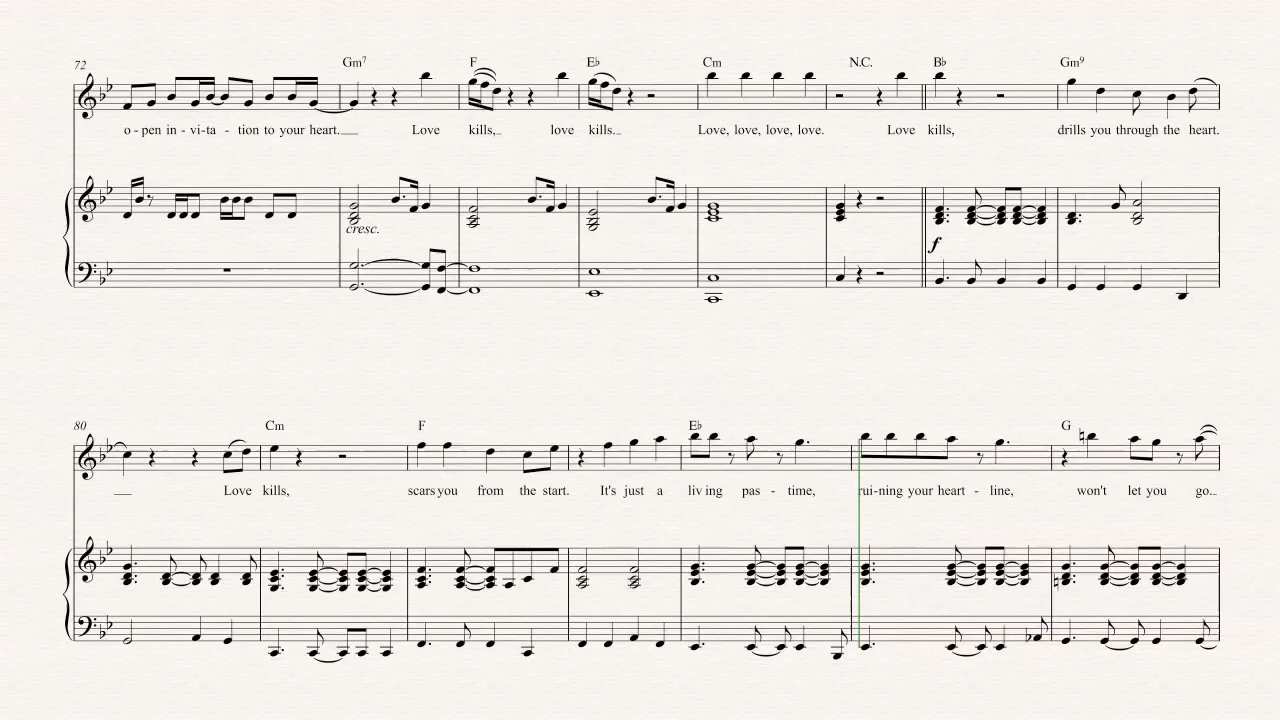 72 Gm7 F E♭ Cm N.C. B♭ Gm9
o - pen in - vi-ta - tion to your heart. Love kills, love kills. Love, love, love, love. Love kills, drills you through the heart.
cresc.
f
80 Cm F E♭ G
Love kills, scars you from the start. It's just a liv ing pas - time, rui-ning your heart - line, won't let you go.